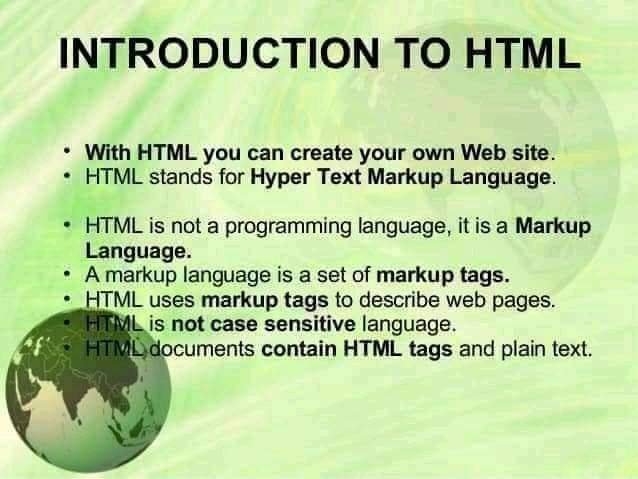 INTRODUCTION TO HTML
• With HTML you can create your own Web site.
• HTML stands for Hyper Text Markup Language.
• HTML is not a programming language, it is a Markup
Language.
• A markup language is a set of markup tags.
• HTML uses markup tags to describe web pages.
• HTML is not case sensitive language.
• HTML documents contain HTML tags and plain text.